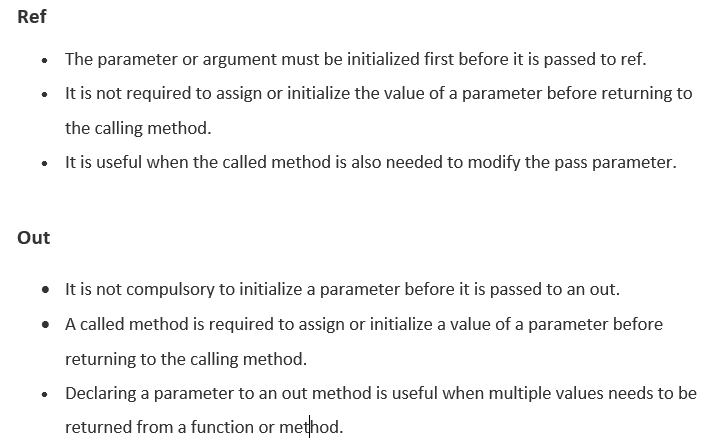 Ref
• The parameter or argument must be initialized first before it is passed to ref.
• It is not required to assign or initialize the value of a parameter before returning to
the calling method.
• It is useful when the called method is also needed to modify the pass parameter.
Out
• It is not compulsory to initialize a parameter before it is passed to an out.
• A called method is required to assign or initialize a value of a parameter before
returning to the calling method.
• Declaring a parameter to an out method is useful when multiple values needs to be
returned from a function or method.